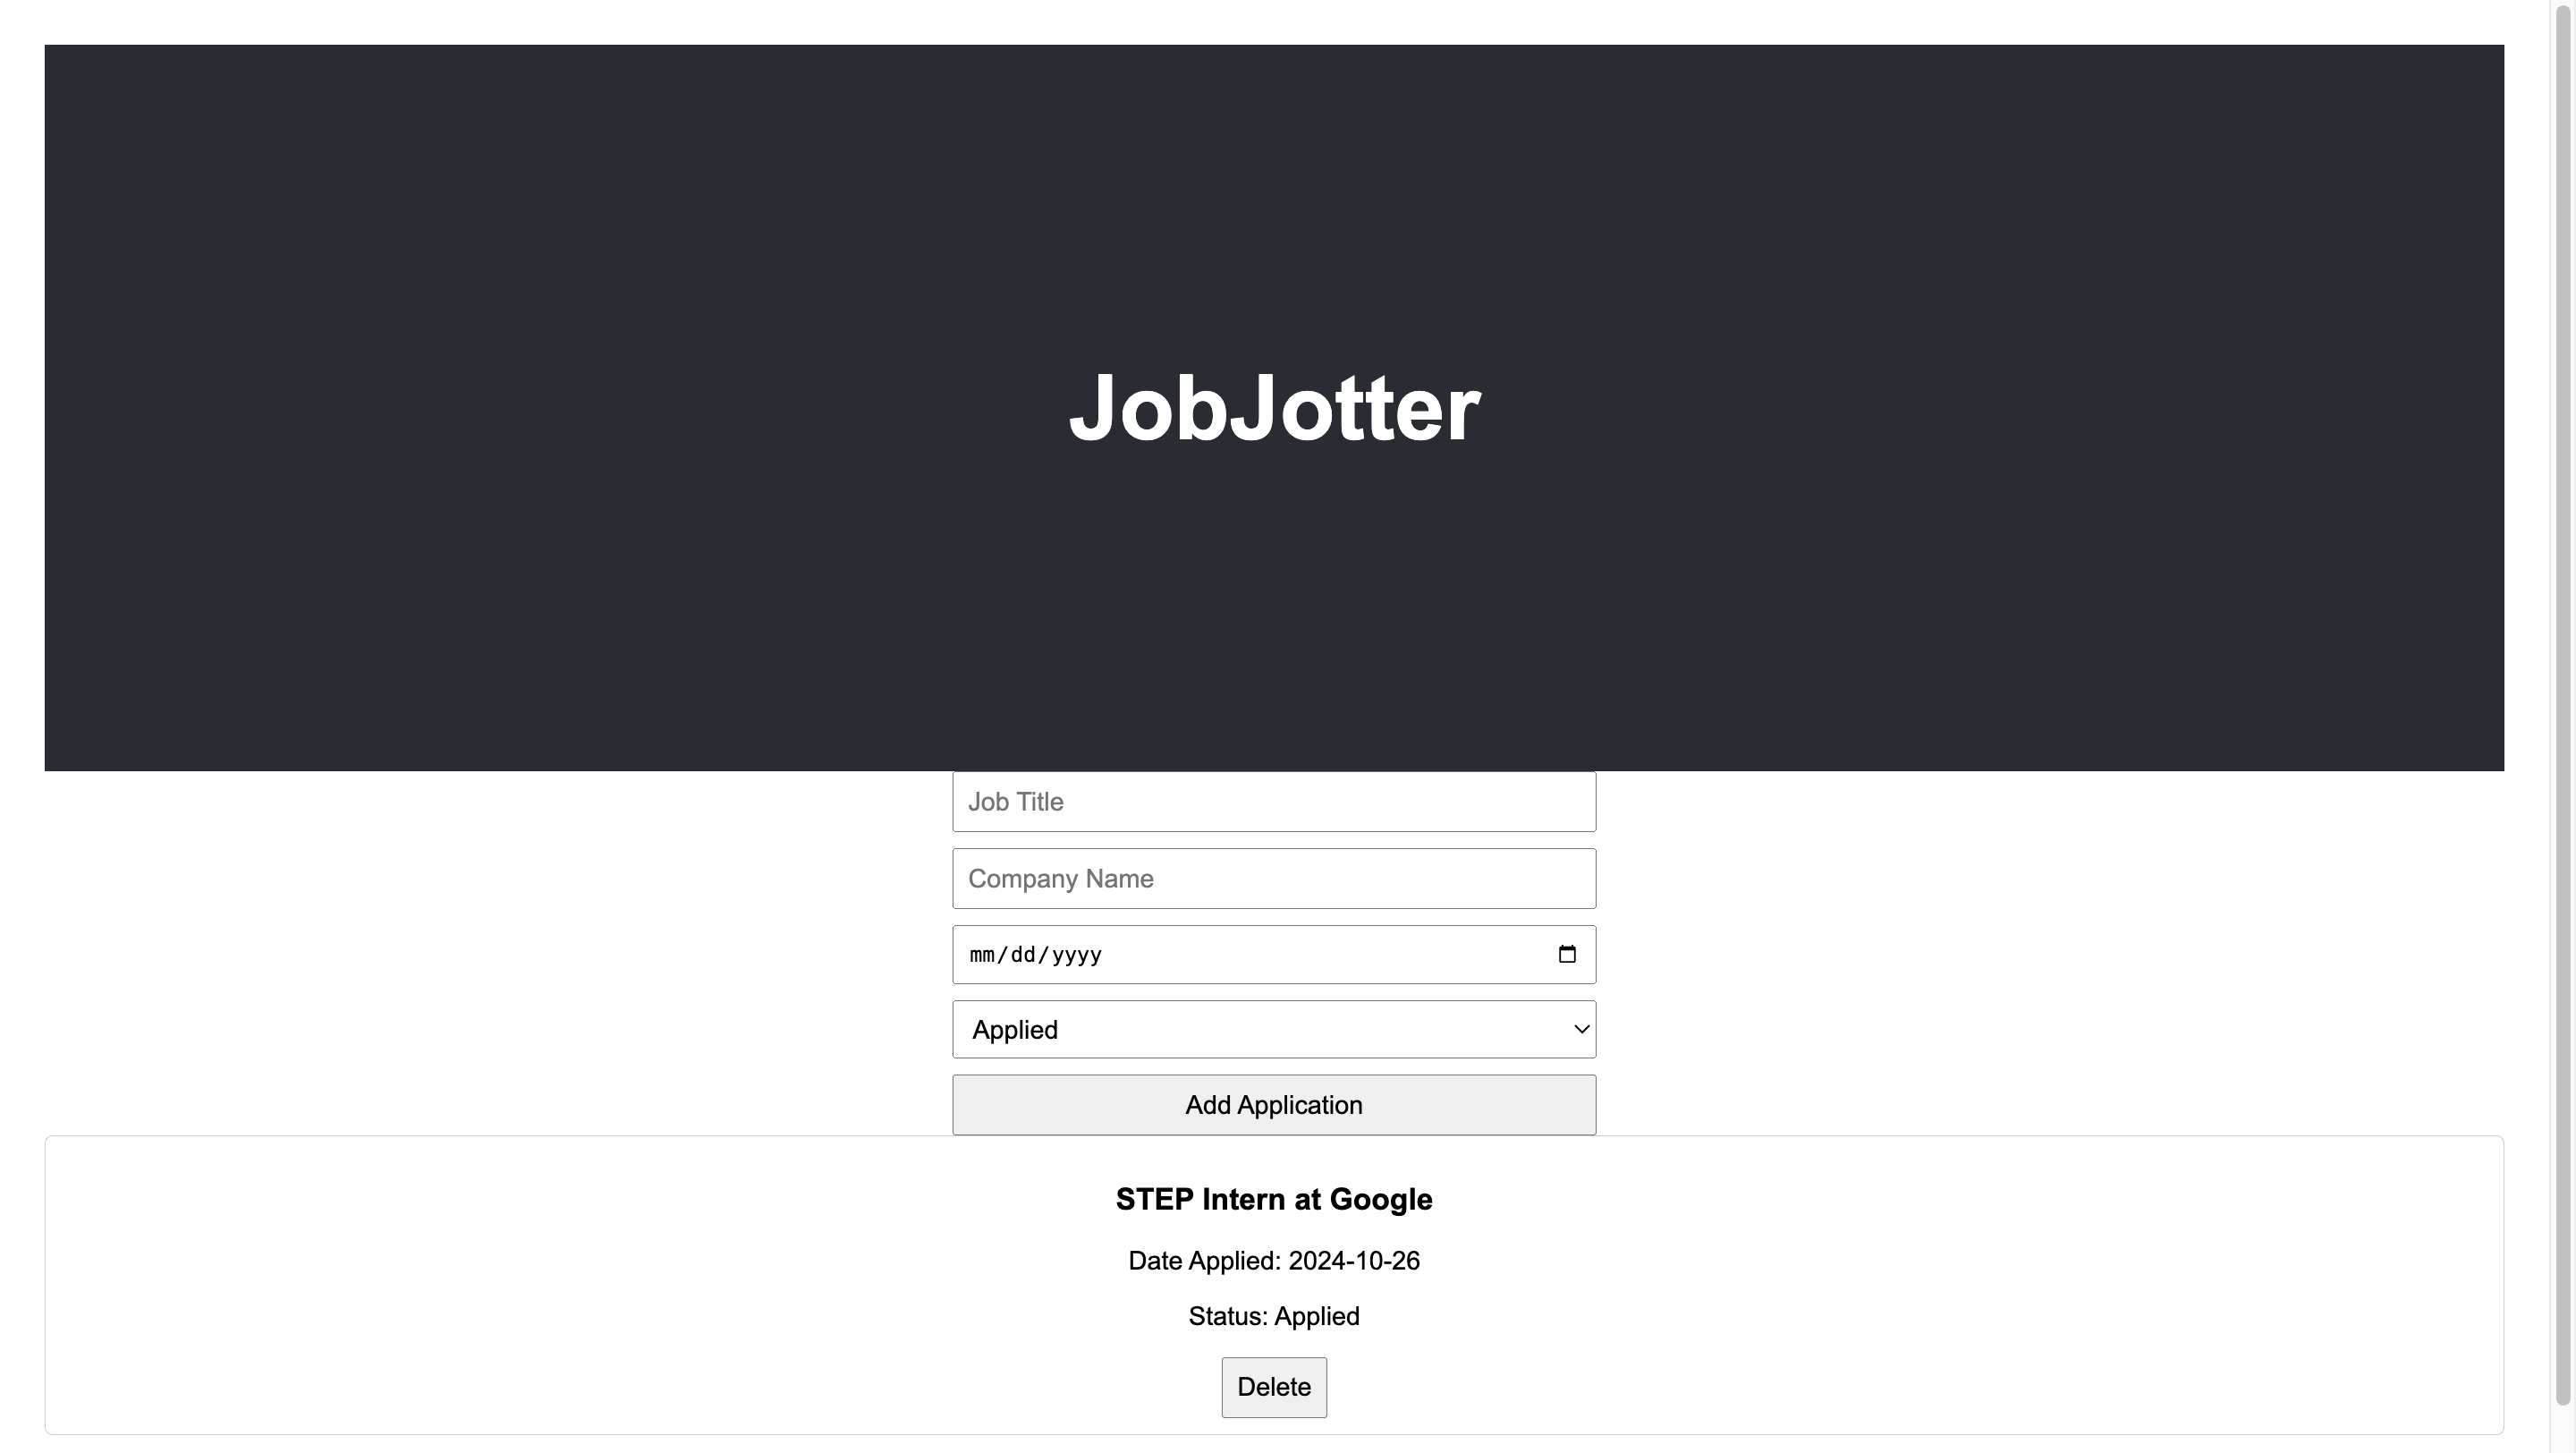 JobJotter
Job Title
Company Name
mm/dd/yyyy
Applied
Add Application
STEP Intern at Google
Date Applied: 2024-10-26
Status: Applied
Delete